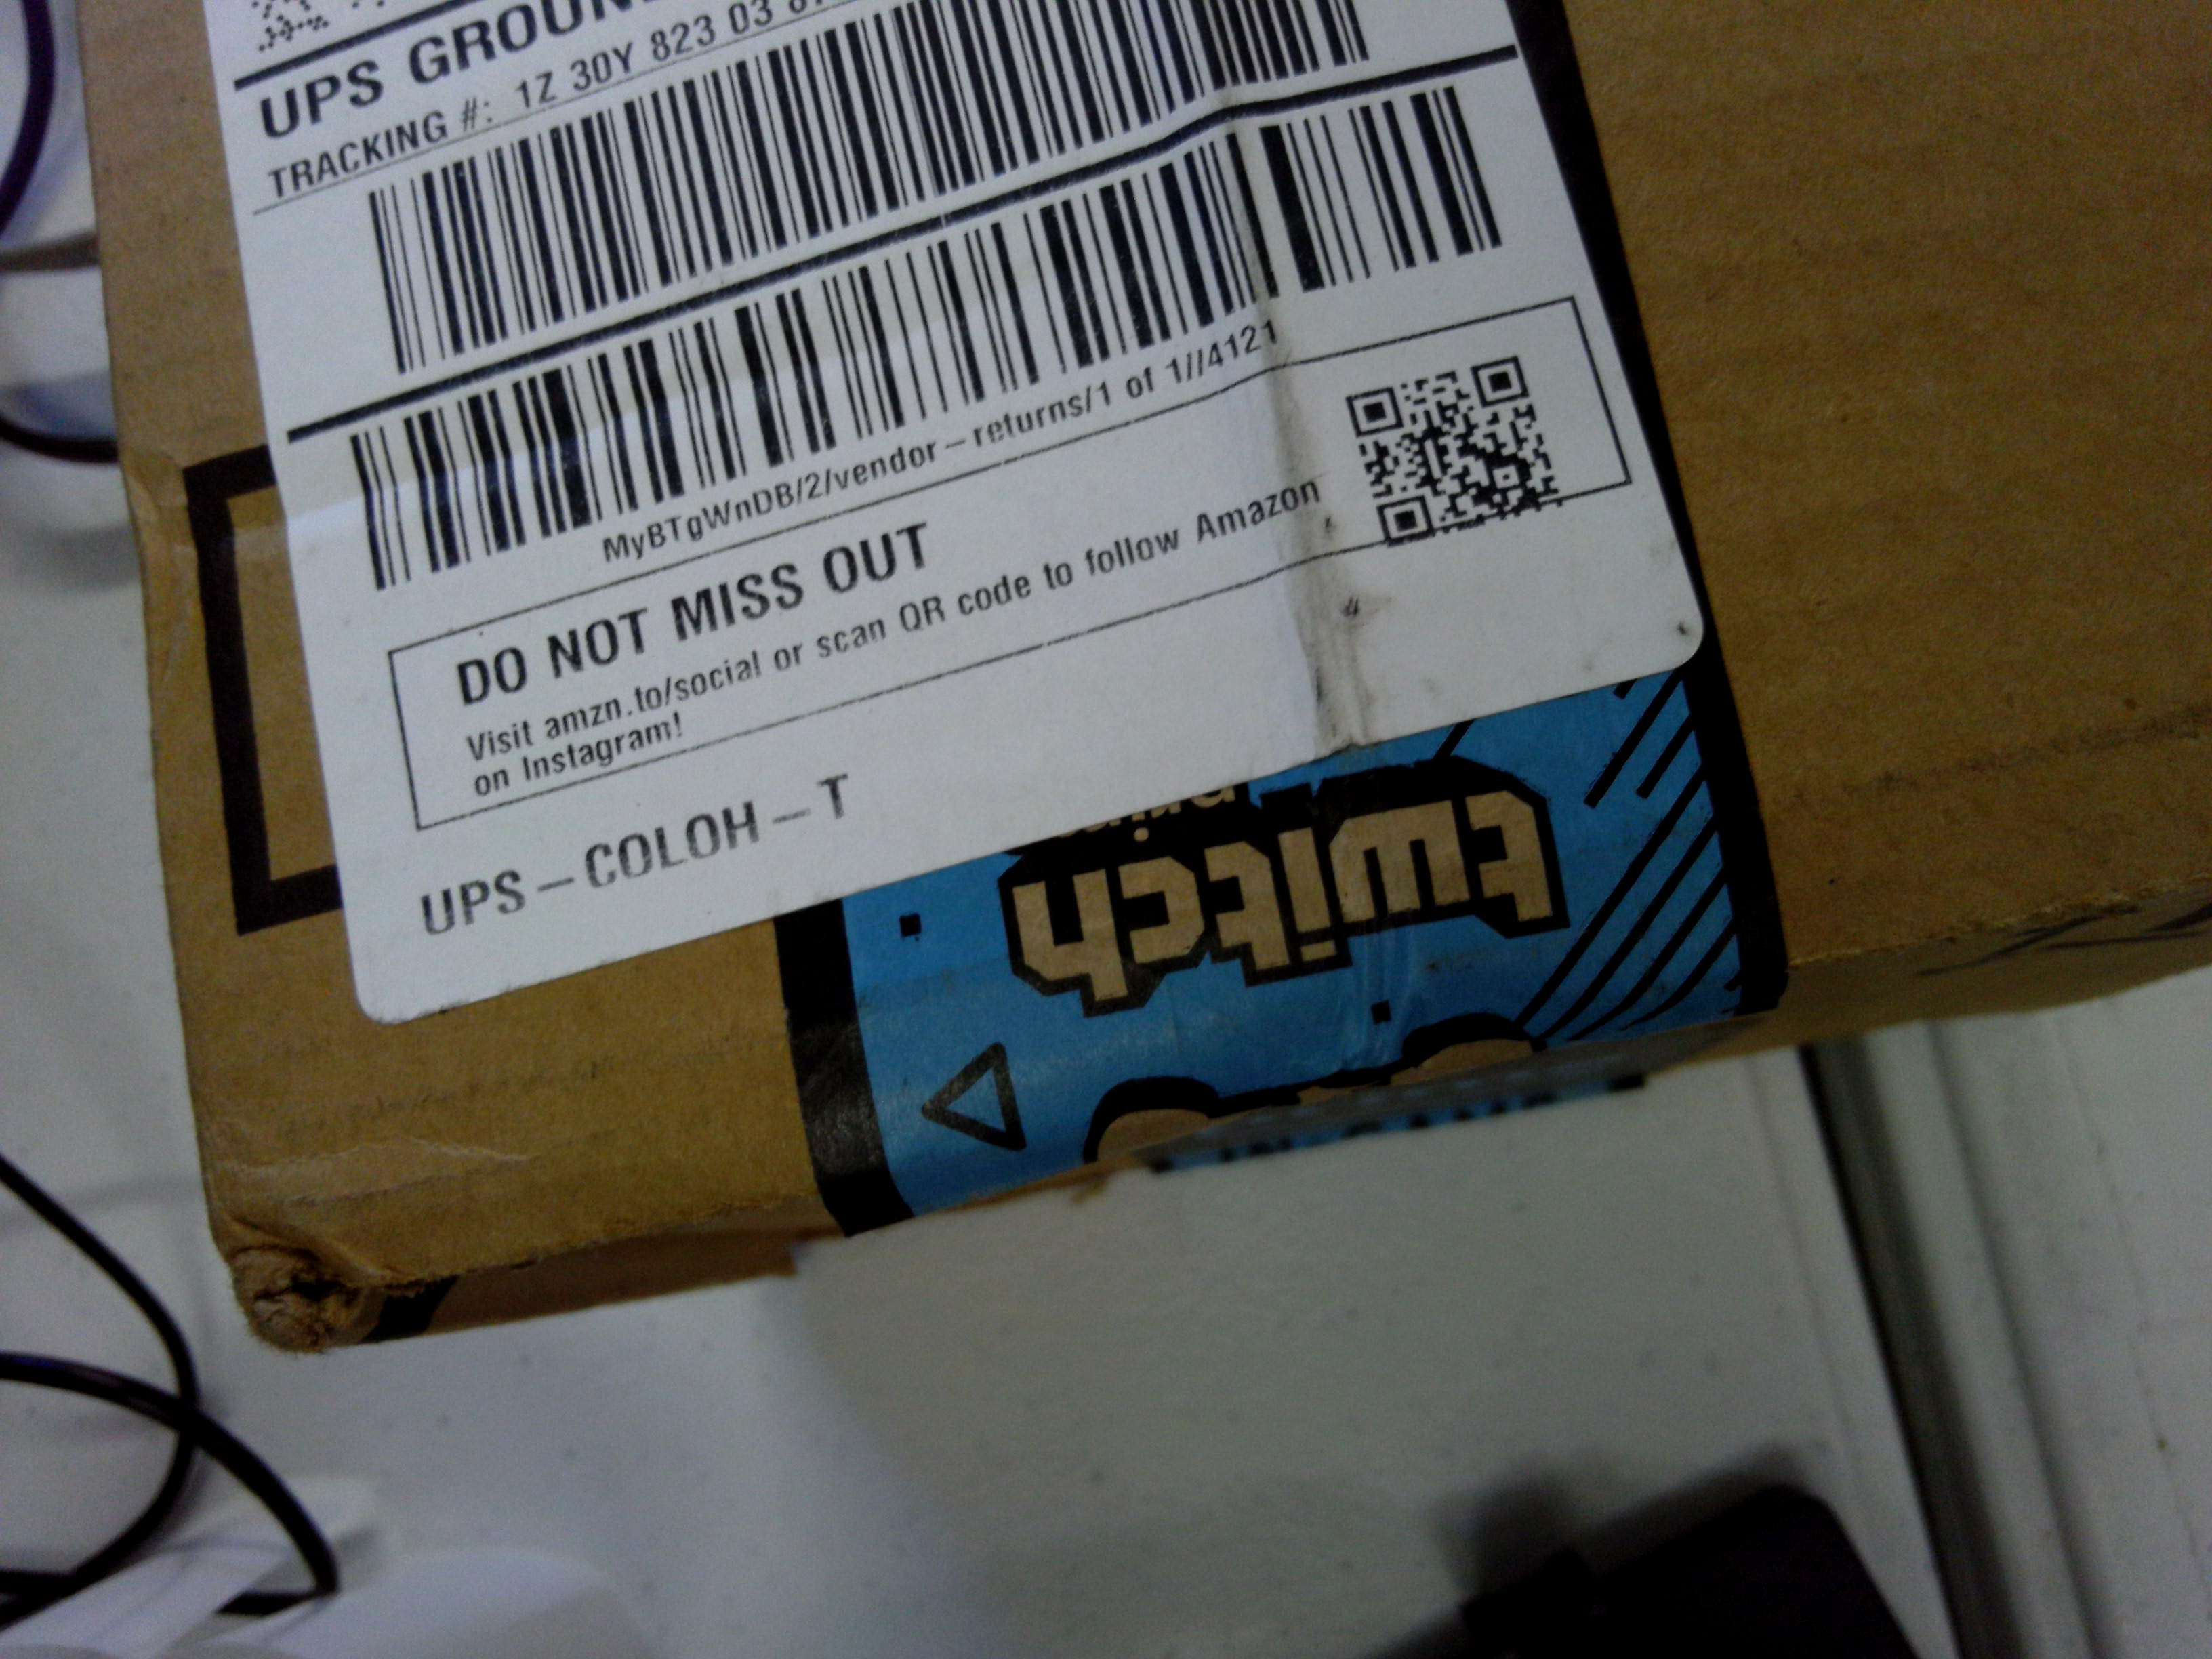 UPS GROUN
TRACKING #: 1Z 30Y 823 03
MyBTgWnDB/2/vendor-returns/1 of 1//4121
DO NOT MISS OUT
Visit amzn.to/social or scan QR code to follow Amazon
on Instagram!
UPS-COLOH-T
twitch